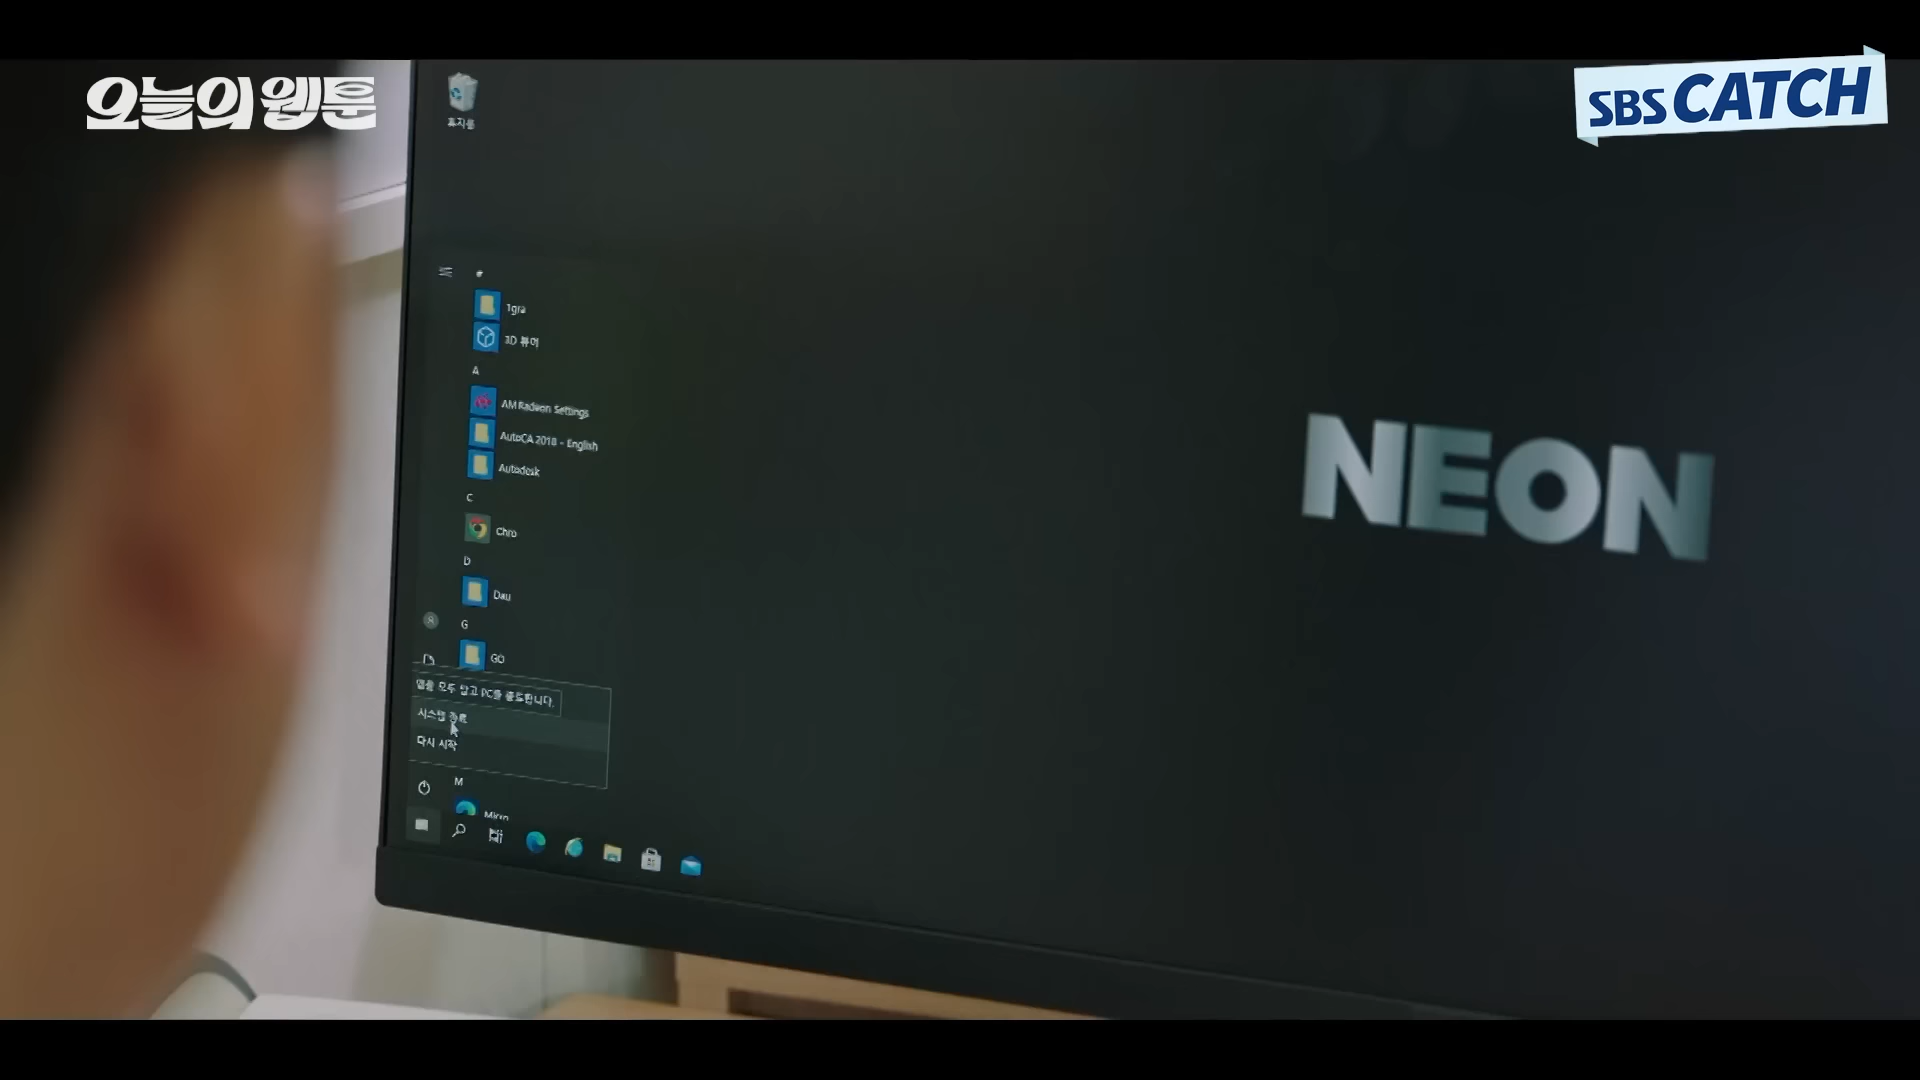 오늘의 웹툰
SBS CATCH
휴지통
#
1gra
3D 뷰어
A
AM Radeon Settings
AutoCA 2018 - English
Autodesk
C
Chro
D
Dau
G
GO
앱을 모두 닫고 PC를 종료합니다.
시스템 종료
다시 시작
M
Micro
NEON